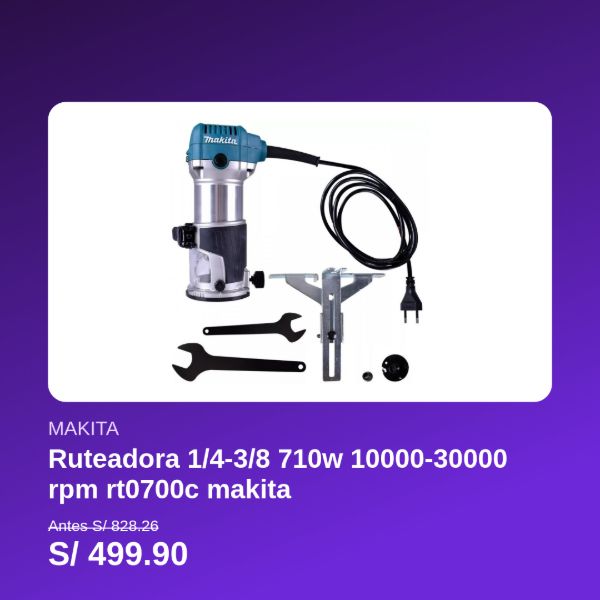 makita
MAKITA
Ruteadora 1/4-3/8 710w 10000-30000
rpm rt0700c makita
Antes S/ 828.26
S/ 499.90